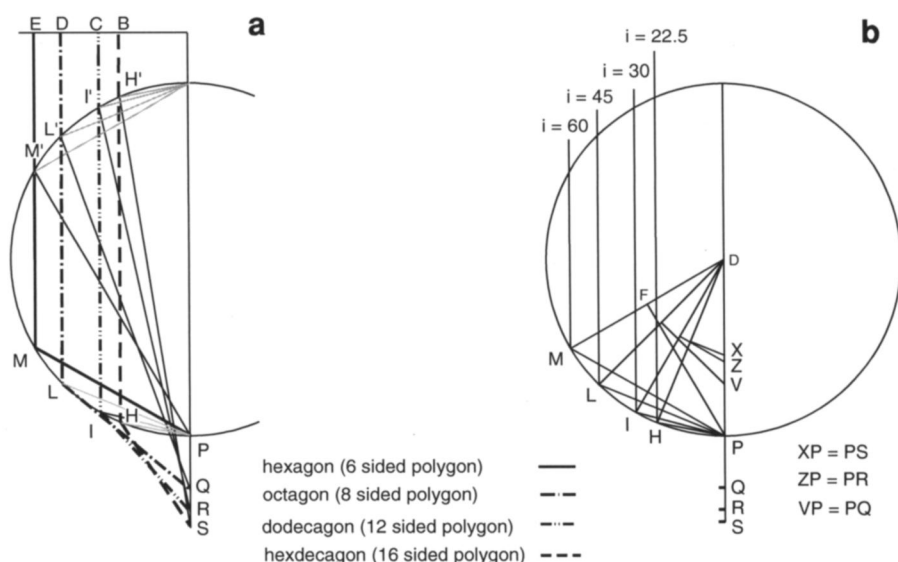 E D C B
a
H'
I'
L'
M'
M
L
I
H
P
Q
R
S
hexagon (6 sided polygon)
octagon (8 sided polygon)
dodecagon (12 sided polygon)
hexdecagon (16 sided polygon)
b
i = 22.5
i = 30
i = 45
i = 60
D
F
X
Z
V
M
L
I
H
P
Q
R
S
XP = PS
ZP = PR
VP = PQ